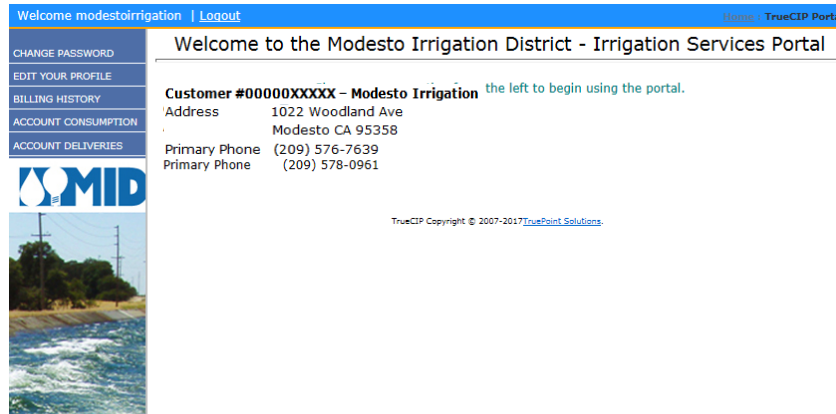 Welcome modestoirrigation | Logout
Home : TrueCIP Porta
CHANGE PASSWORD
EDIT YOUR PROFILE
BILLING HISTORY
ACCOUNT CONSUMPTION
ACCOUNT DELIVERIES
MID
Welcome to the Modesto Irrigation District - Irrigation Services Portal
the left to begin using the portal.
Customer #00000XXXXX – Modesto Irrigation
Address 1022 Woodland Ave
Modesto CA 95358
Primary Phone (209) 576-7639
Primary Phone (209) 578-0961
TrueCIP Copyright © 2007-2017TruePoint Solutions.